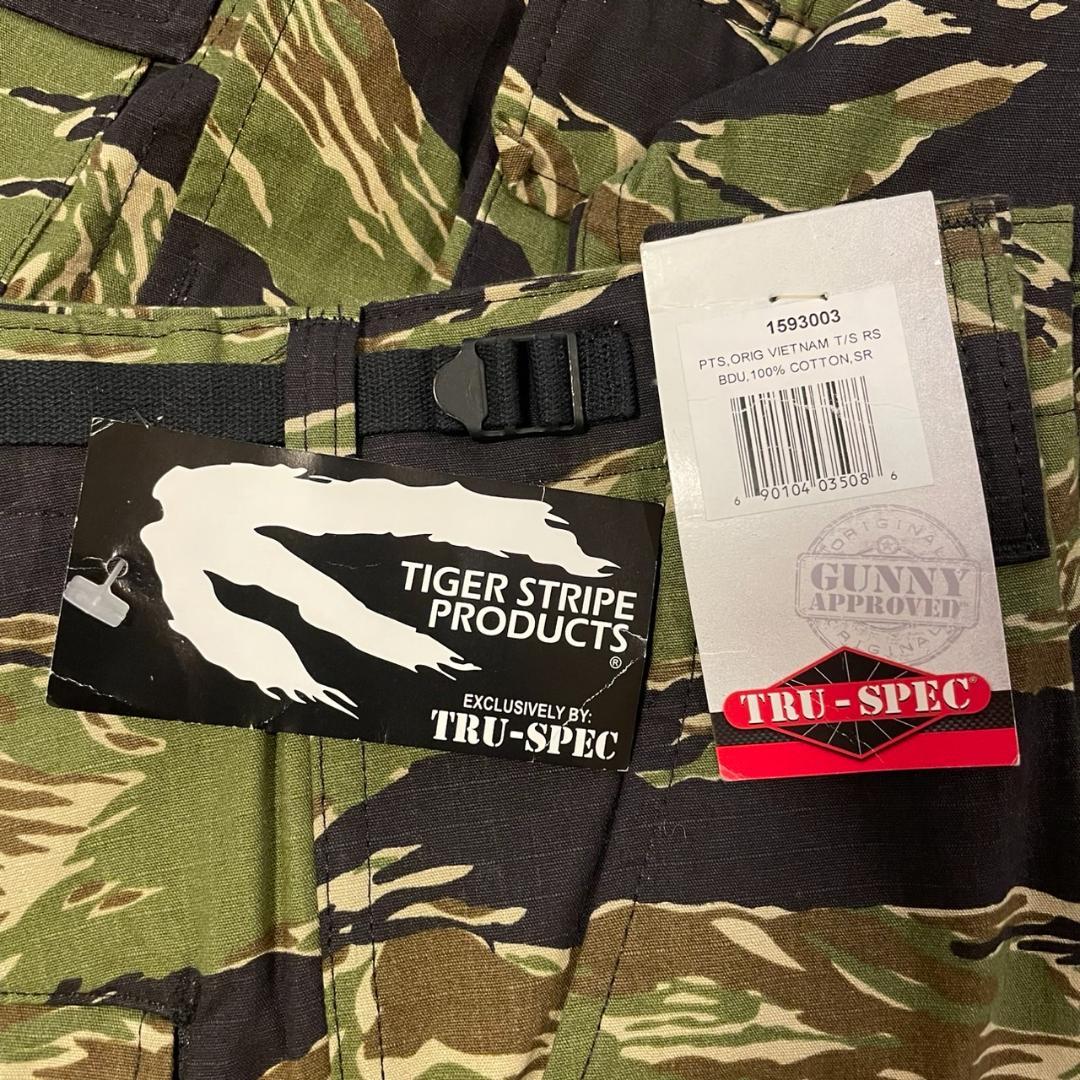 TIGER STRIPE
PRODUCTS
®
EXCLUSIVELY BY:
TRU-SPEC
1593003
PTS,ORIG VIETNAM T/S RS
BDU,100% COTTON,SR
6 90104 03508 6
ORIGINAL
GUNNY
APPROVED
ORIGINAL
TRU-SPEC®